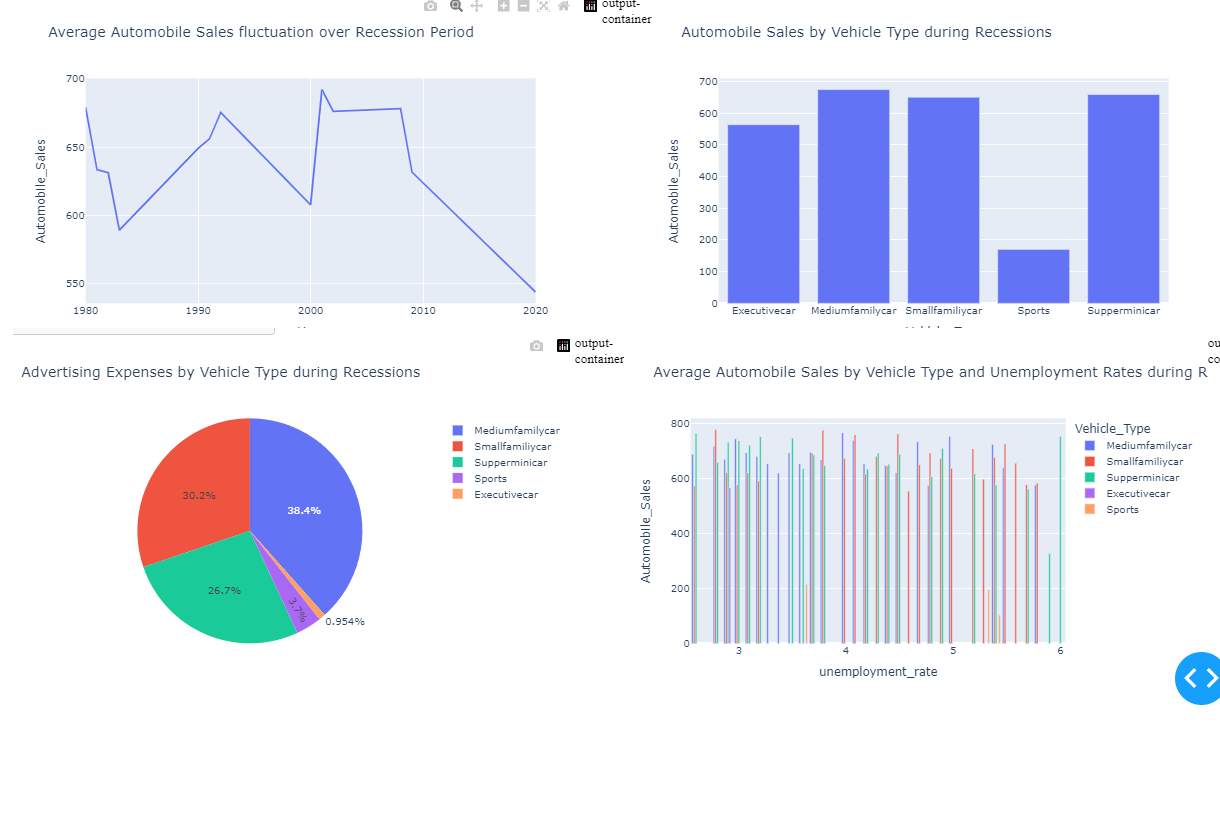 output-
container
Average Automobile Sales fluctuation over Recession Period
700
650
600
550
Automobile_Sales
1980
1990
2000
2010
2020
Automobile Sales by Vehicle Type during Recessions
700
600
500
400
300
200
100
0
Automobile_Sales
Executivecar
Mediumfamilycar
Smallfamiliycar
Sports
Supperminicar
output-
container
Advertising Expenses by Vehicle Type during Recessions
38.4%
30.2%
26.7%
3.7%
0.954%
Mediumfamilycar
Smallfamiliycar
Supperminicar
Sports
Executivecar
ou
co
Average Automobile Sales by Vehicle Type and Unemployment Rates during R
800
600
400
200
0
Automobile_Sales
3
4
5
6
unemployment_rate
Vehicle_Type
Mediumfamilycar
Smallfamiliycar
Supperminicar
Executivecar
Sports